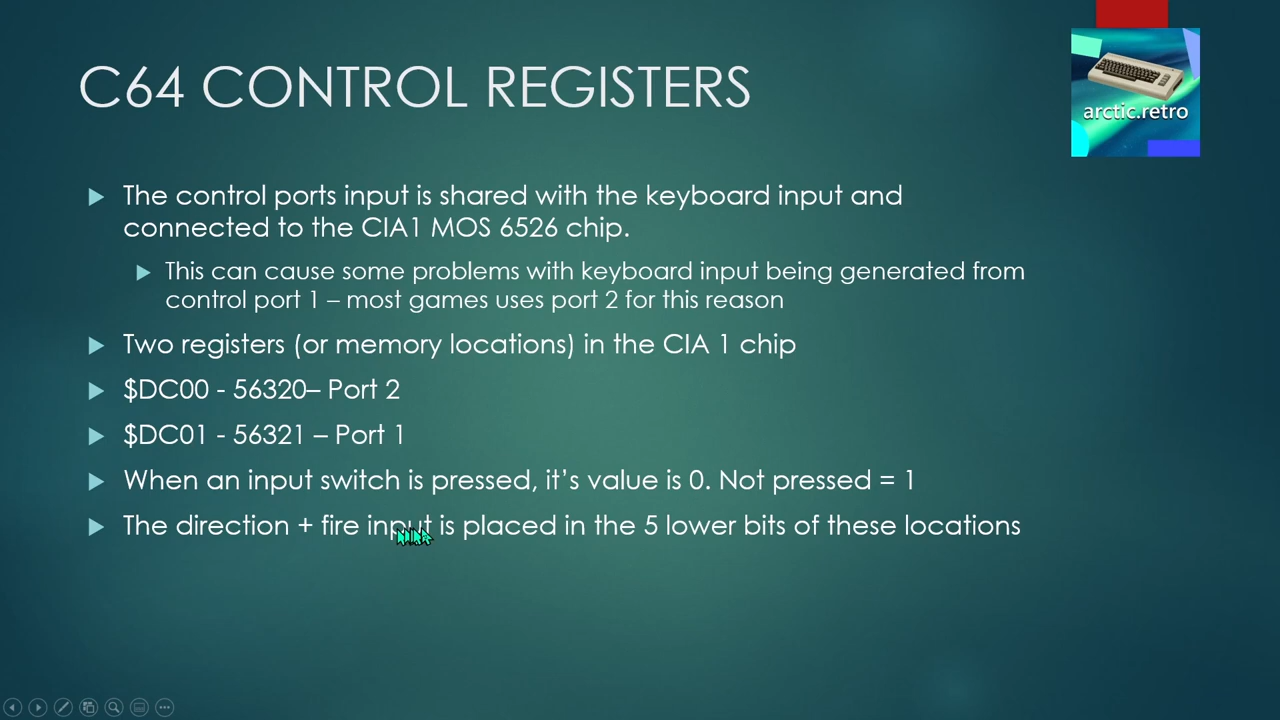 C64 CONTROL REGISTERS
arctic.retro
The control ports input is shared with the keyboard input and
connected to the CIA1 MOS 6526 chip.
This can cause some problems with keyboard input being generated from
control port 1 – most games uses port 2 for this reason
Two registers (or memory locations) in the CIA 1 chip
$DC00 - 56320– Port 2
$DC01 - 56321 – Port 1
When an input switch is pressed, it's value is 0. Not pressed = 1
The direction + fire input is placed in the 5 lower bits of these locations